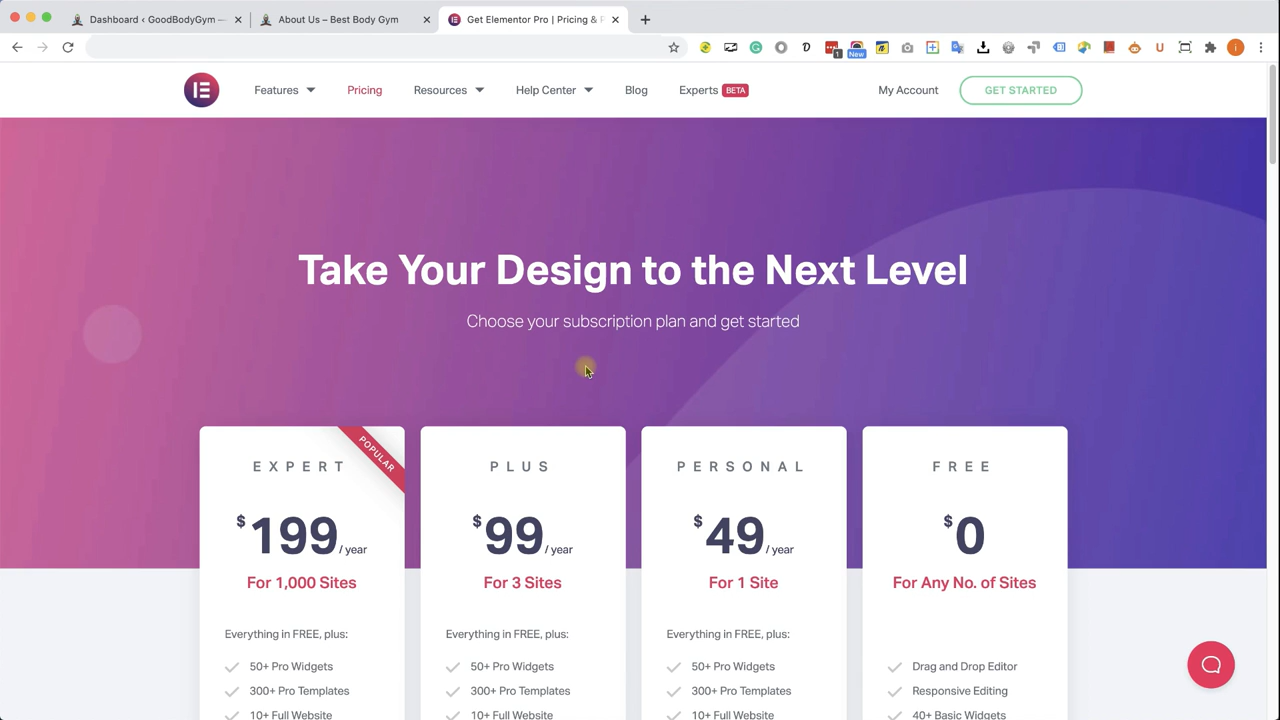 Dashboard ‹ GoodBodyGym —
About Us – Best Body Gym
Get Elementor Pro | Pricing & P
New
1
i
Features
Pricing
Resources
Help Center
Blog
Experts
BETA
My Account
GET STARTED
Take Your Design to the Next Level
Choose your subscription plan and get started
POPULAR
EXPERT
$199/ year
For 1,000 Sites
Everything in FREE, plus:
50+ Pro Widgets
300+ Pro Templates
10+ Full Website
PLUS
$99/ year
For 3 Sites
Everything in FREE, plus:
50+ Pro Widgets
300+ Pro Templates
10+ Full Website
PERSONAL
$49/ year
For 1 Site
Everything in FREE, plus:
50+ Pro Widgets
300+ Pro Templates
10+ Full Website
FREE
$0
For Any No. of Sites
Drag and Drop Editor
Responsive Editing
40+ Basic Widgets